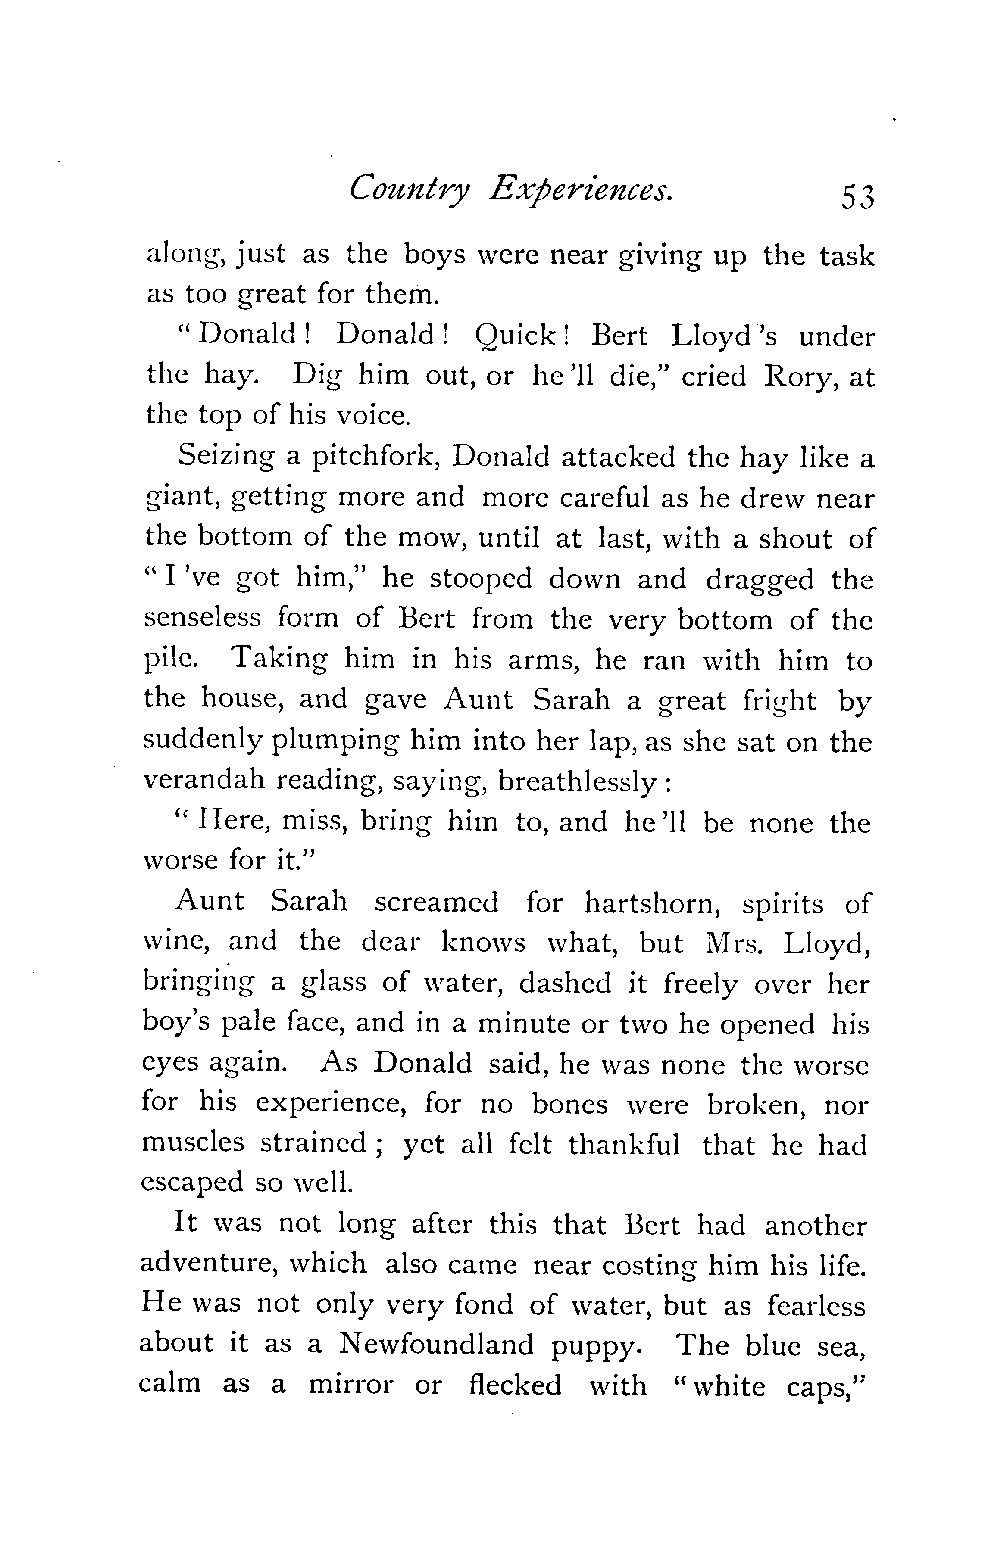 Country Experiences. 53
along, just as the boys were near giving up the task
as too great for them.
" Donald ! Donald ! Quick ! Bert Lloyd 's under
the hay. Dig him out, or he 'll die," cried Rory, at
the top of his voice.
Seizing a pitchfork, Donald attacked the hay like a
giant, getting more and more careful as he drew near
the bottom of the mow, until at last, with a shout of
" I 've got him," he stooped down and dragged the
senseless form of Bert from the very bottom of the
pile. Taking him in his arms, he ran with him to
the house, and gave Aunt Sarah a great fright by
suddenly plumping him into her lap, as she sat on the
verandah reading, saying, breathlessly :
" Here, miss, bring him to, and he 'll be none the
worse for it."
Aunt Sarah screamed for hartshorn, spirits of
wine, and the dear knows what, but Mrs. Lloyd,
bringing a glass of water, dashed it freely over her
boy's pale face, and in a minute or two he opened his
eyes again. As Donald said, he was none the worse
for his experience, for no bones were broken, nor
muscles strained ; yet all felt thankful that he had
escaped so well.
It was not long after this that Bert had another
adventure, which also came near costing him his life.
He was not only very fond of water, but as fearless
about it as a Newfoundland puppy. The blue sea,
calm as a mirror or flecked with " white caps,"